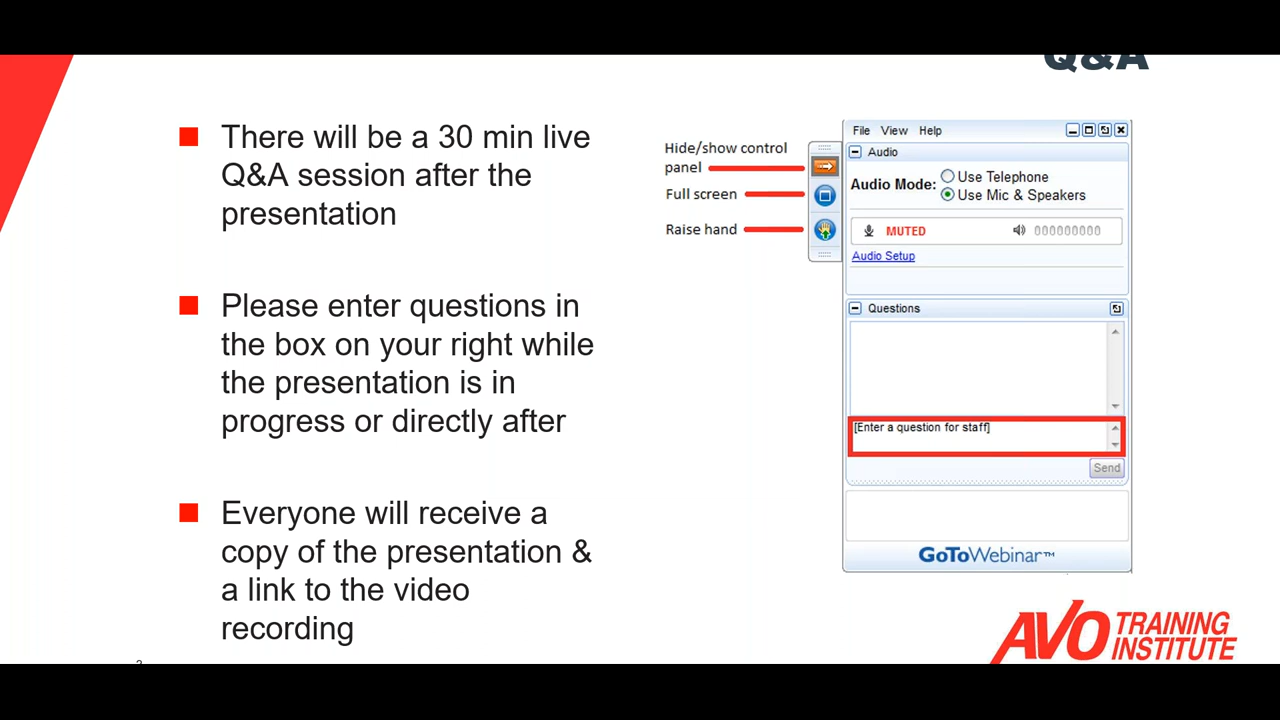 Q&A
There will be a 30 min live
Q&A session after the
presentation
Please enter questions in
the box on your right while
the presentation is in
progress or directly after
Everyone will receive a
copy of the presentation &
a link to the video
recording
Hide/show control
panel
Full screen
Raise hand
File View Help
Audio
Audio Mode: Use Telephone
Use Mic & Speakers
MUTED 000000000
Audio Setup
Questions
[Enter a question for staff]
Send
GoToWebinar™
AVO TRAINING
INSTITUTE